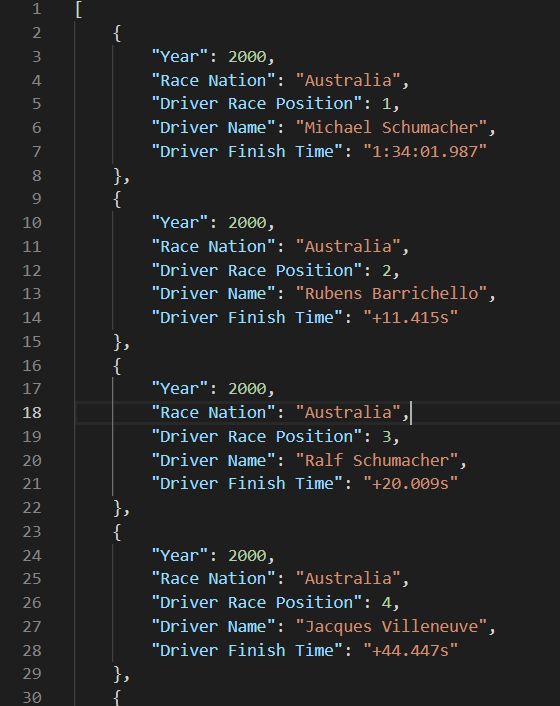 1 [
2 {
3 "Year": 2000,
4 "Race Nation": "Australia",
5 "Driver Race Position": 1,
6 "Driver Name": "Michael Schumacher",
7 "Driver Finish Time": "1:34:01.987"
8 },
9 {
10 "Year": 2000,
11 "Race Nation": "Australia",
12 "Driver Race Position": 2,
13 "Driver Name": "Rubens Barrichello",
14 "Driver Finish Time": "+11.415s"
15 },
16 {
17 "Year": 2000,
18 "Race Nation": "Australia",
19 "Driver Race Position": 3,
20 "Driver Name": "Ralf Schumacher",
21 "Driver Finish Time": "+20.009s"
22 },
23 {
24 "Year": 2000,
25 "Race Nation": "Australia",
26 "Driver Race Position": 4,
27 "Driver Name": "Jacques Villeneuve",
28 "Driver Finish Time": "+44.447s"
29 },
30 {